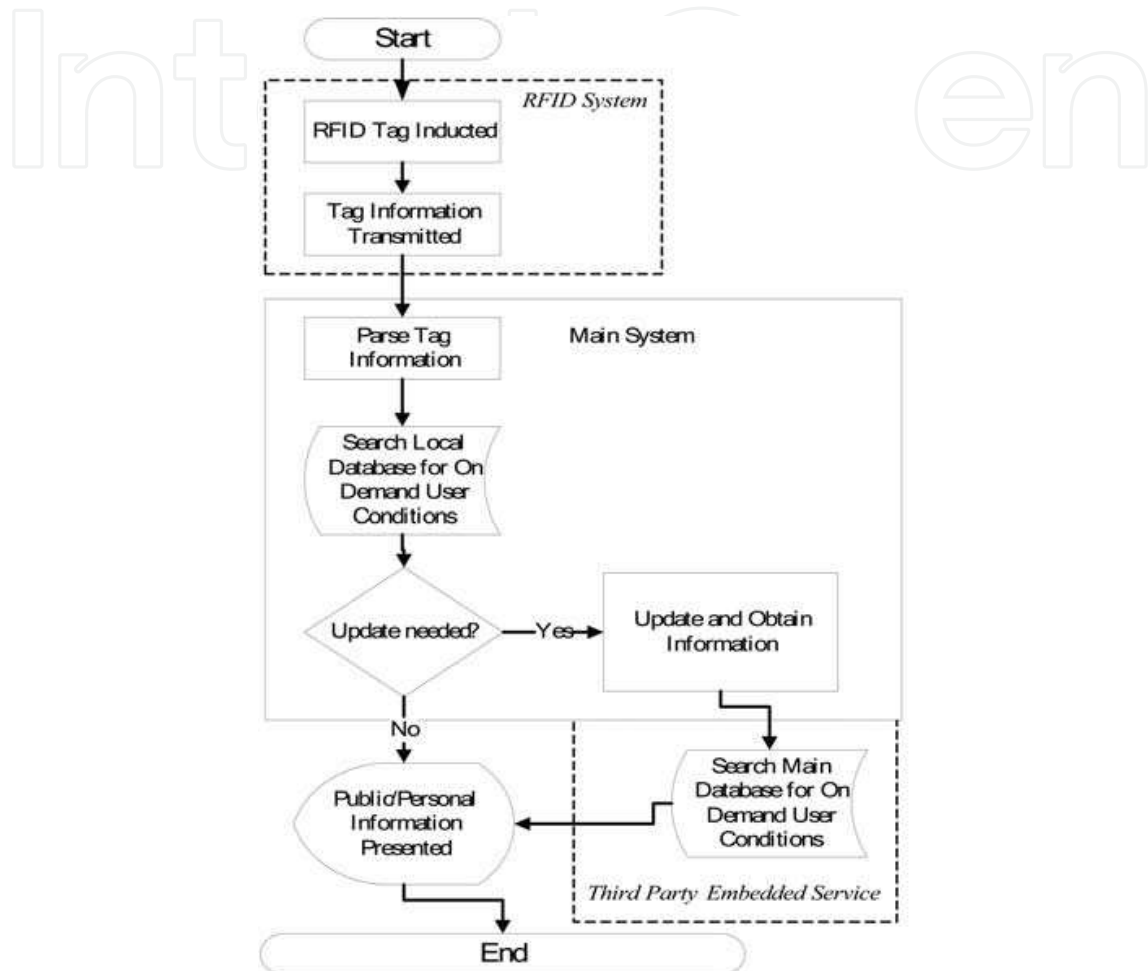 Int
en
Start
RFID System
RFID Tag Inducted
Tag Information
Transmitted
Parse Tag
Information
Main System
Search Local
Database for On
Demand User
Conditions
Update needed?
Yes
Update and Obtain
Information
No
Search Main
Database for On
Demand User
Conditions
Public/Personal
Information
Presented
Third Party Embedded Service
End